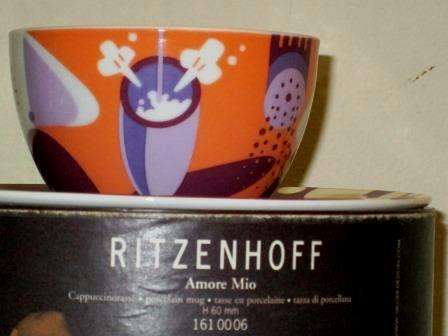 RITZENHOFF
Amore Mio
Cappuccinotasse • porcelain mug • tasse en porcelaine • tazza di porcellana
H 60 mm
161 00 06